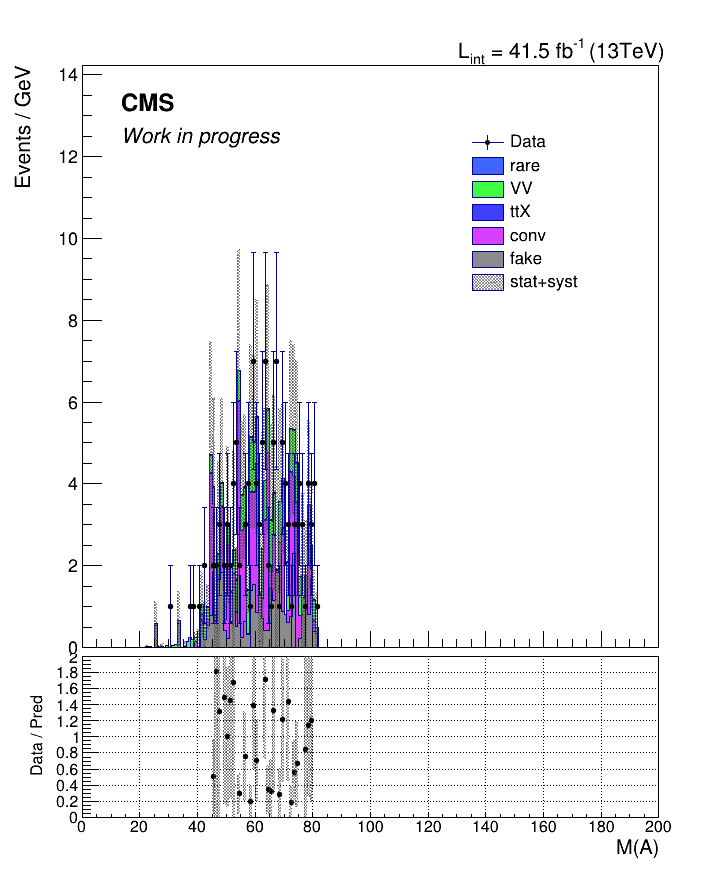 L_int = 41.5 fb^-1 (13TeV)
Events / GeV
14
12
10
8
6
4
2
0
CMS
Work in progress
Data
rare
VV
ttX
conv
fake
stat+syst
Data / Pred
2
1.8
1.6
1.4
1.2
1
0.8
0.6
0.4
0.2
0
0 20 40 60 80 100 120 140 160 180 200
M(A)